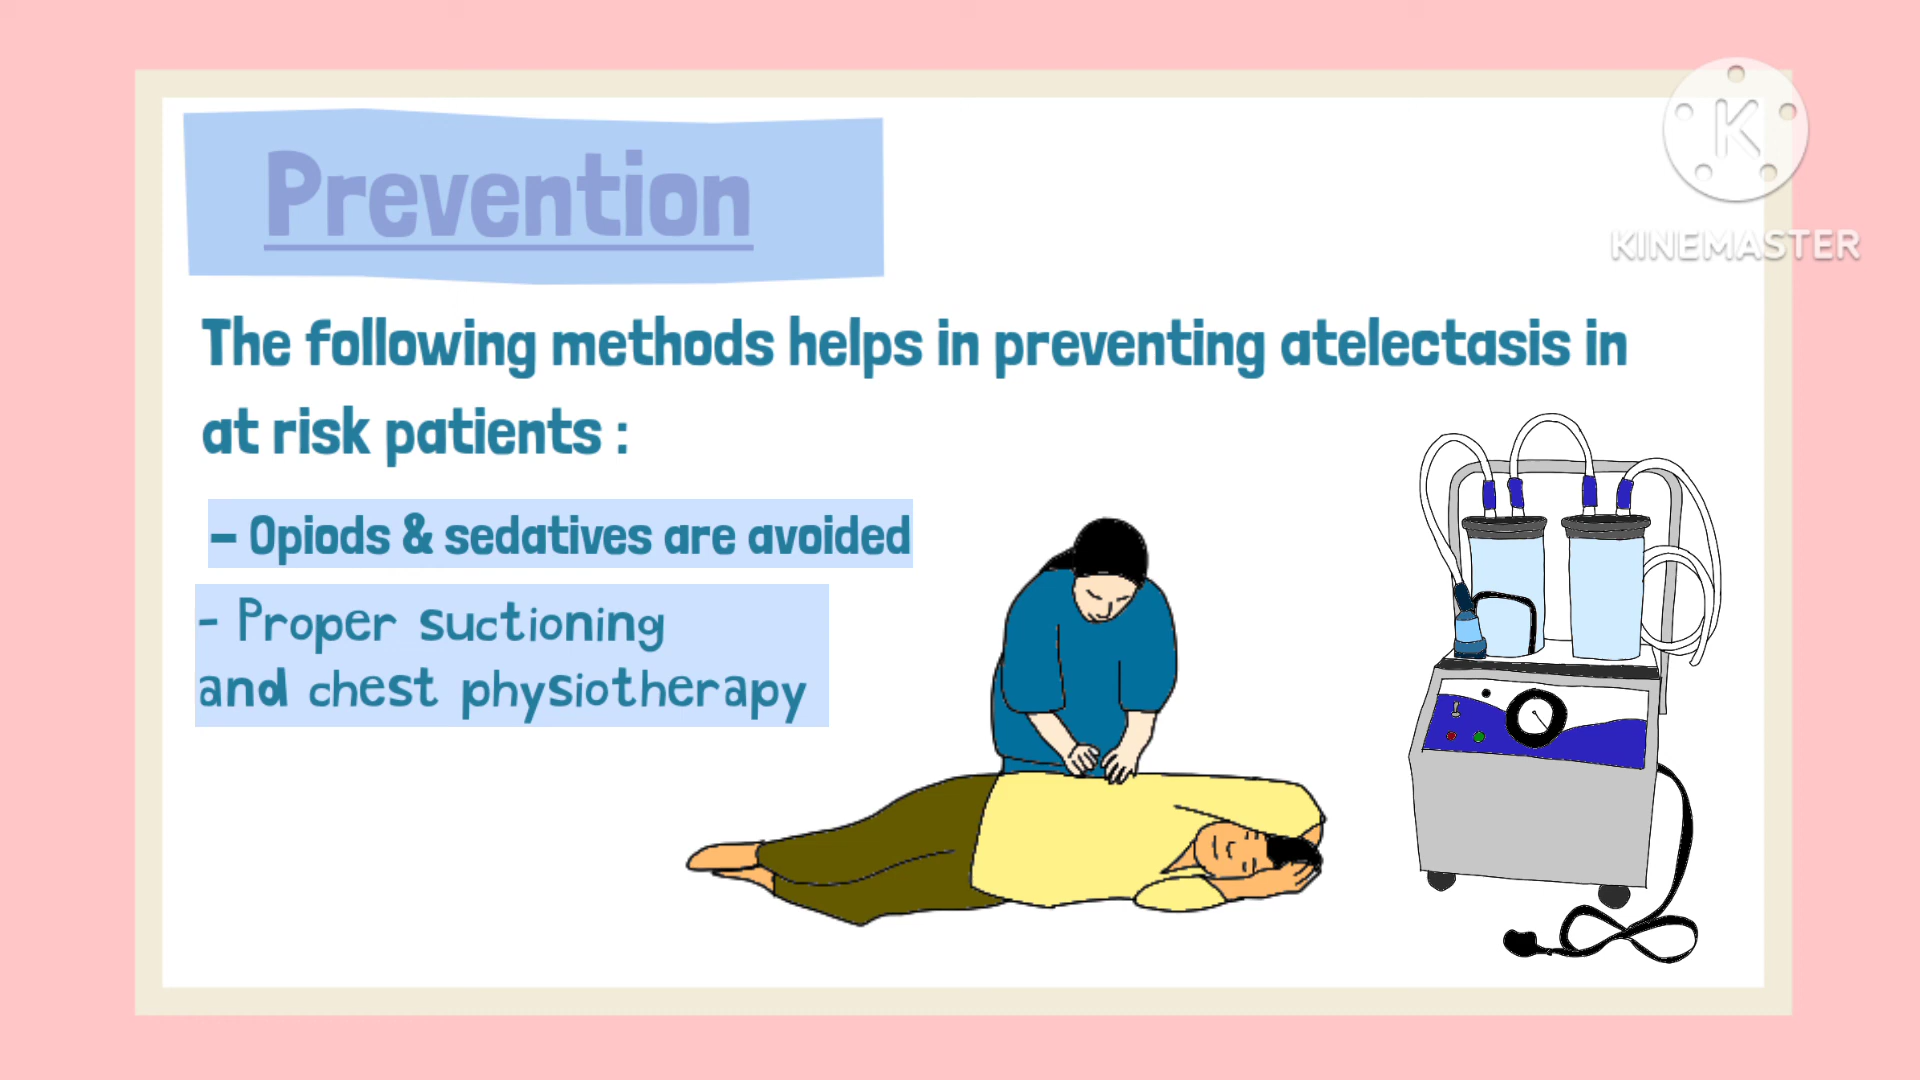 Prevention
K
KINEMASTER
The following methods helps in preventing atelectasis in
at risk patients :
- Opiods & sedatives are avoided
- Proper suctioning
and chest physiotherapy